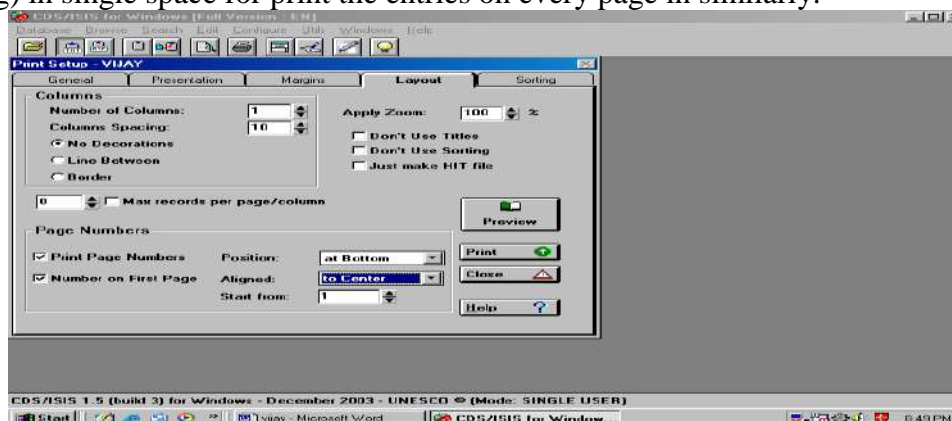 g) in single space for print the entries on every page in similarly.
CDS/ISIS for Windows [Full Version : EN]
Database Browse Search Edit Configure Utils Windows Help
Print Setup - VIJAY
General Presentation Margins Layout Sorting
Columns
Number of Columns: 1 Apply Zoom: 100 %
Columns Spacing: 10
No Decorations Don't Use Titles
Line Between Don't Use Sorting
Border Just make HIT file
0 Max records per page/column
Preview
Page Numbers
Print Page Numbers Position: at Bottom Print
Number on First Page Aligned: to Center Close
Start from: 1
Help ?
CDS/ISIS 1.5 (build 3) for Windows - December 2003 - UNESCO © (Mode: SINGLE USER)
Start » vijay - Microsoft Word CDS/ISIS for Window... 8:49 PM